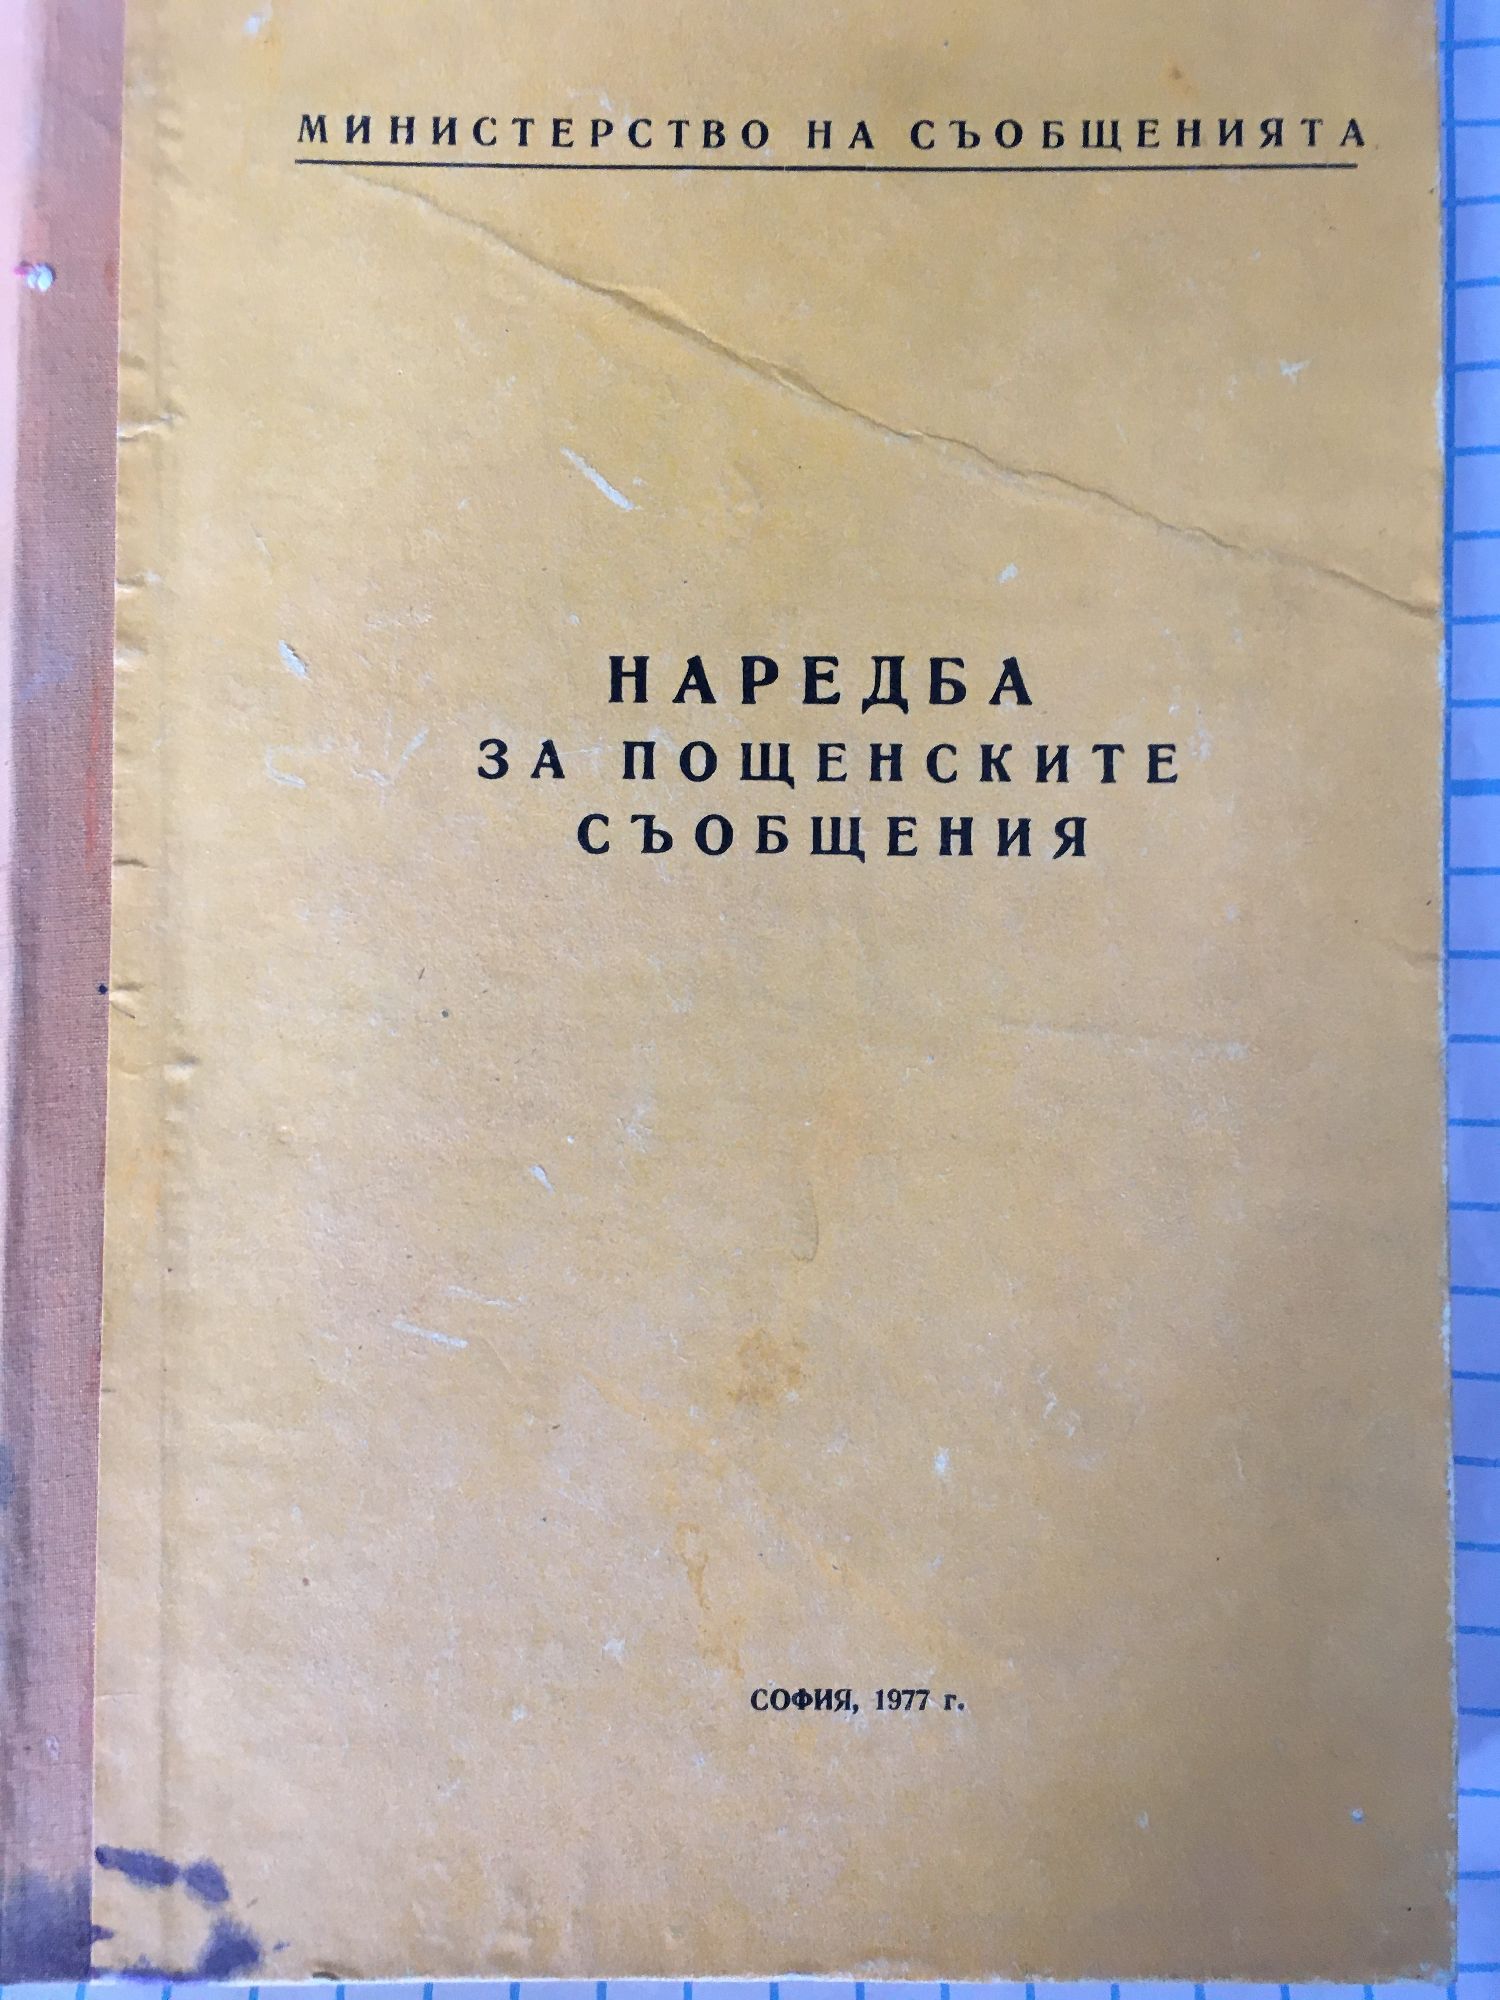 МИНИСТЕРСТВО НА СЪОБЩЕНИЯТА
НАРЕДБА
ЗА ПОЩЕНСКИТЕ
СЪОБЩЕНИЯ
СОФИЯ, 1977 г.